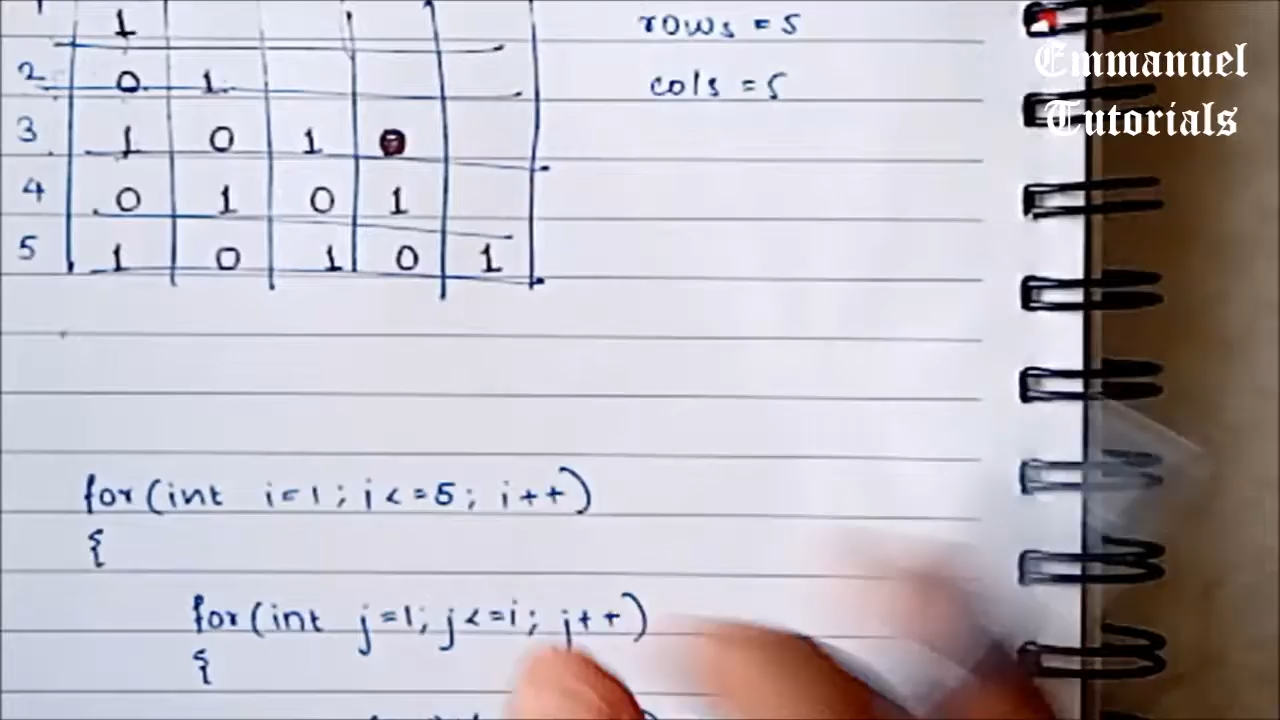 1
rows = 5
2 0 1
cols = 5
3 1 0 1
4 0 1 0 1
5 1 0 1 0 1
for(int i=1; i<=5; i++)
{
for(int j=1; j<=i; j++)
{
Emmanuel
Tutorials